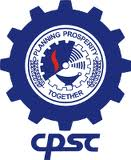 PLANNING PROSPERITY
TOGETHER
cpsc